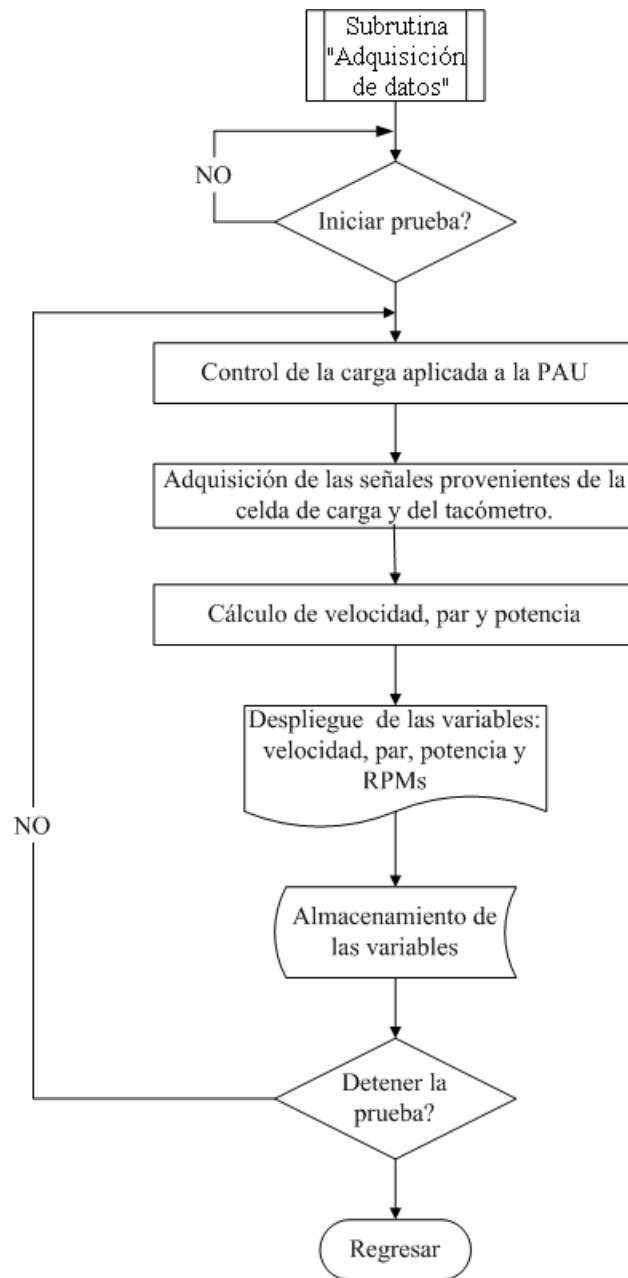 Subrutina
"Adquisición
de datos"
NO
Iniciar prueba?
Control de la carga aplicada a la PAU
Adquisición de las señales provenientes de la
celda de carga y del tacómetro.
Cálculo de velocidad, par y potencia
Despliegue de las variables:
velocidad, par, potencia y
RPMs
NO
Almacenamiento de
las variables
Detener la
prueba?
Regresar